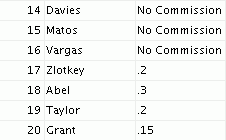 14 Davies No Commission
15 Matos No Commission
16 Vargas No Commission
17 Zlotkey .2
18 Abel .3
19 Taylor .2
20 Grant .15